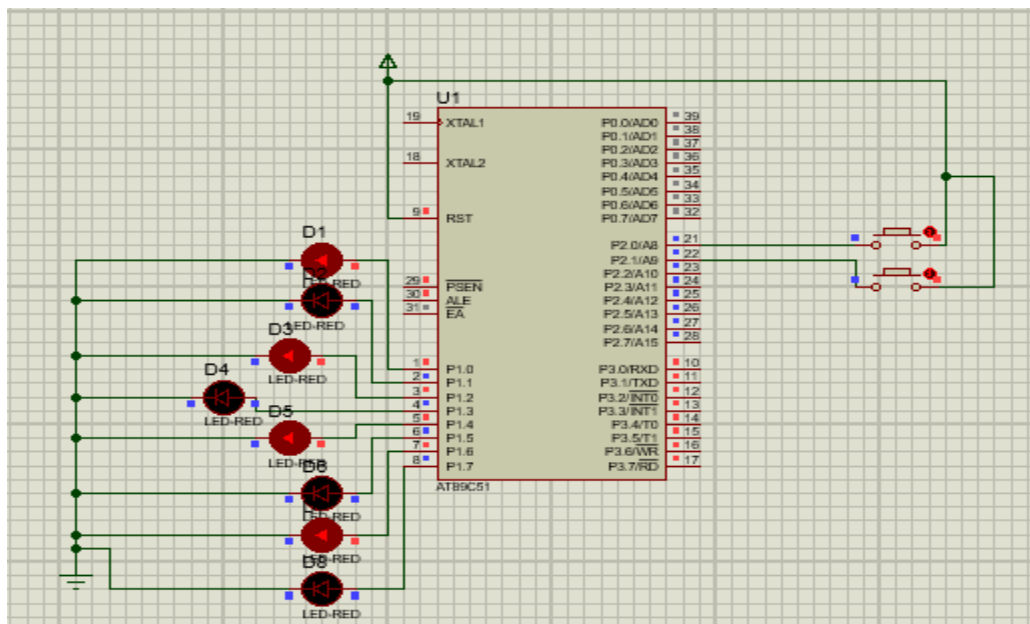 U1
19 XTAL1
18 XTAL2
9 RST
29 PSEN
30 ALE
31 EA
1 P1.0
2 P1.1
3 P1.2
4 P1.3
5 P1.4
6 P1.5
7 P1.6
8 P1.7
P0.0/AD0 39
P0.1/AD1 38
P0.2/AD2 37
P0.3/AD3 36
P0.4/AD4 35
P0.5/AD5 34
P0.6/AD6 33
P0.7/AD7 32
P2.0/A8 21
P2.1/A9 22
P2.2/A10 23
P2.3/A11 24
P2.4/A12 25
P2.5/A13 26
P2.6/A14 27
P2.7/A15 28
P3.0/RXD 10
P3.1/TXD 11
P3.2/INT0 12
P3.3/INT1 13
P3.4/T0 14
P3.5/T1 15
P3.6/WR 16
P3.7/RD 17
AT89C51
D1
LED-RED
D2
LED-RED
D3
LED-RED
D4
LED-RED
D5
LED-RED
D6
LED-RED
LED-RED
D8
LED-RED